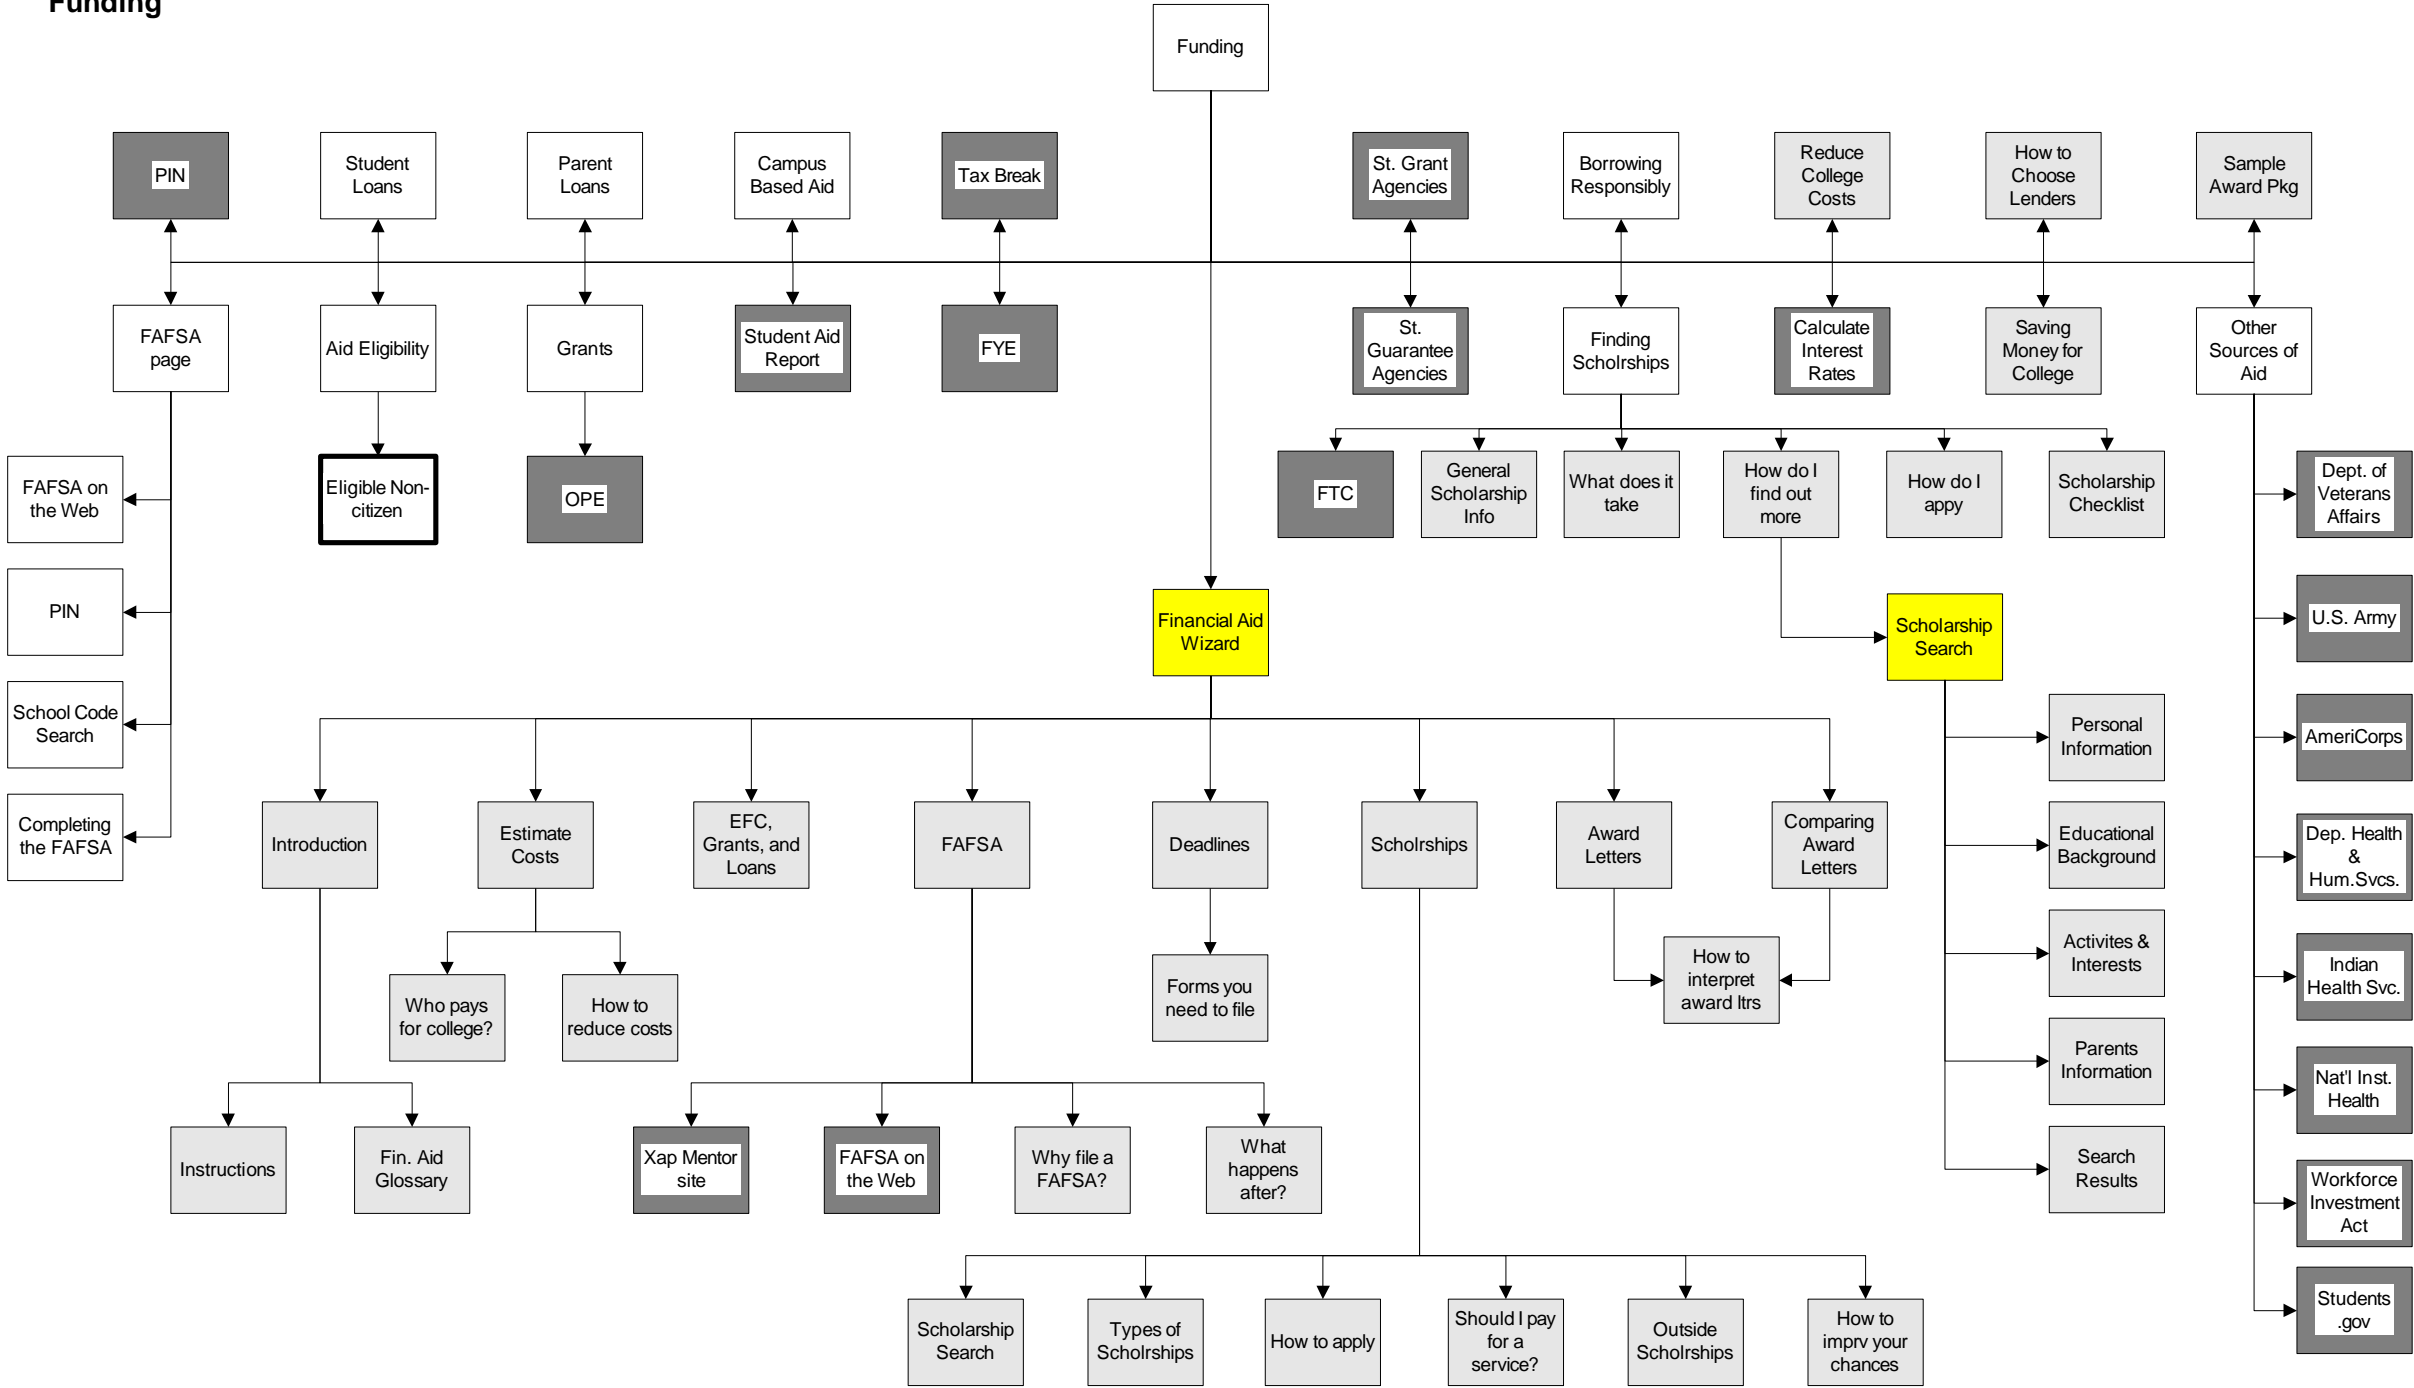 Funding
Funding
PIN
Student
Loans
Parent
Loans
Campus
Based Aid
Tax Break
St. Grant
Agencies
Borrowing
Responsibly
Reduce
College
Costs
How to
Choose
Lenders
Sample
Award Pkg
FAFSA
page
Aid Eligibility
Grants
Student Aid
Report
FYE
St.
Guarantee
Agencies
Finding
Scholrships
Calculate
Interest
Rates
Saving
Money for
College
Other
Sources of
Aid
FAFSA on
the Web
Eligible Non-
citizen
OPE
FTC
General
Scholarship
Info
What does it
take
How do I
find out
more
How do I
appy
Scholarship
Checklist
Dept. of
Veterans
Affairs
PIN
Financial Aid
Wizard
Scholarship
Search
U.S. Army
School Code
Search
Personal
Information
AmeriCorps
Completing
the FAFSA
Introduction
Estimate
Costs
EFC,
Grants, and
Loans
FAFSA
Deadlines
Scholrships
Award
Letters
Comparing
Award
Letters
Educational
Background
Dep. Health
&
Hum.Svcs.
Who pays
for college?
How to
reduce costs
Forms you
need to file
How to
interpret
award ltrs
Activites &
Interests
Indian
Health Svc.
Parents
Information
Nat'l Inst.
Health
Instructions
Fin. Aid
Glossary
Xap Mentor
site
FAFSA on
the Web
Why file a
FAFSA?
What
happens
after?
Search
Results
Workforce
Investment
Act
Scholarship
Search
Types of
Scholrships
How to apply
Should I pay
for a
service?
Outside
Scholrships
How to
imprv your
chances
Students
.gov